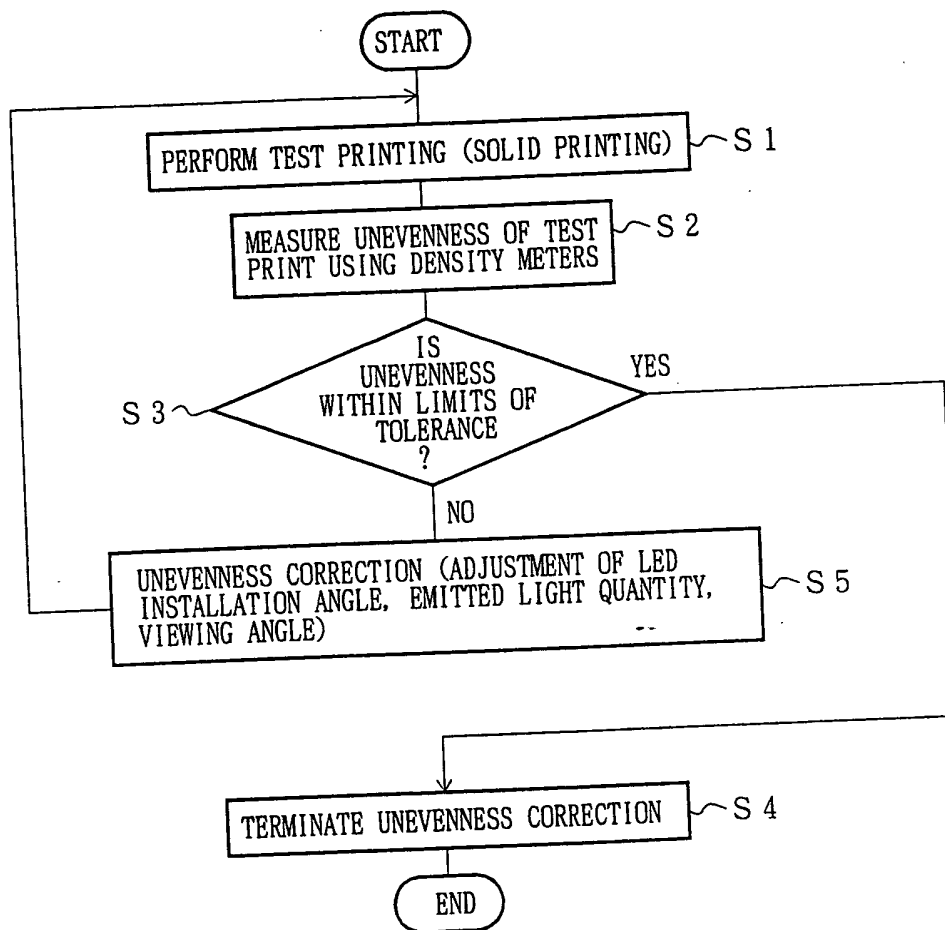 START
PERFORM TEST PRINTING (SOLID PRINTING)
S 1
MEASURE UNEVENNESS OF TEST
PRINT USING DENSITY METERS
S 2
IS
UNEVENNESS
WITHIN LIMITS OF
TOLERANCE
?
S 3
YES
NO
UNEVENNESS CORRECTION (ADJUSTMENT OF LED
INSTALLATION ANGLE, EMITTED LIGHT QUANTITY,
VIEWING ANGLE)
S 5
TERMINATE UNEVENNESS CORRECTION
S 4
END